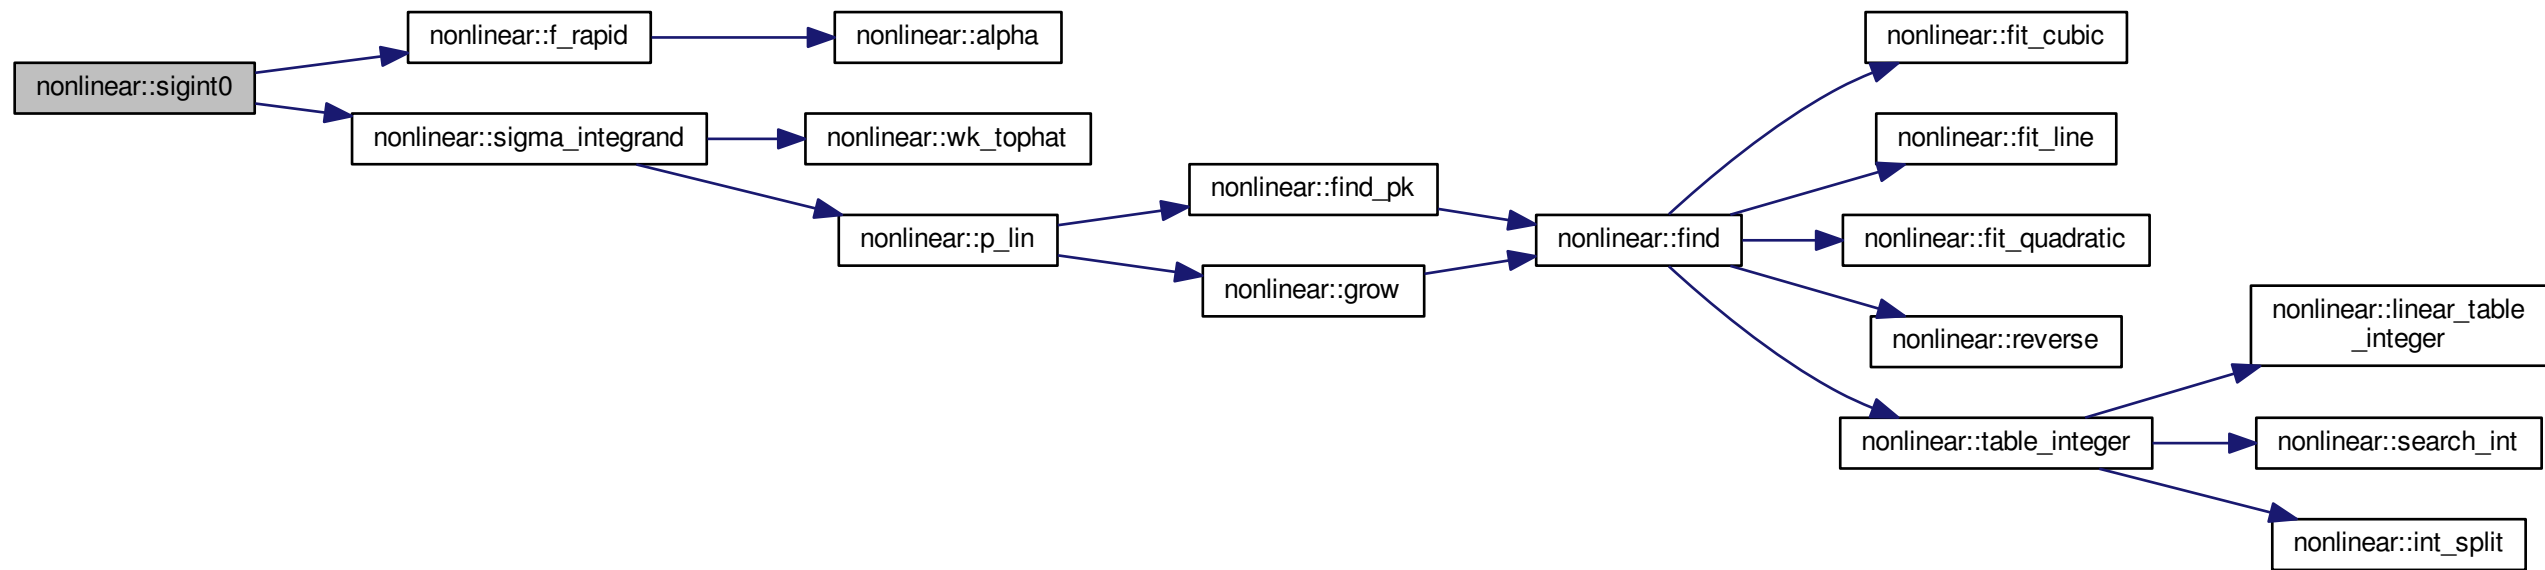 nonlinear::sigint0
nonlinear::f_rapid
nonlinear::alpha
nonlinear::sigma_integrand
nonlinear::wk_tophat
nonlinear::p_lin
nonlinear::find_pk
nonlinear::grow
nonlinear::find
nonlinear::fit_cubic
nonlinear::fit_line
nonlinear::fit_quadratic
nonlinear::reverse
nonlinear::table_integer
nonlinear::linear_table
_integer
nonlinear::search_int
nonlinear::int_split